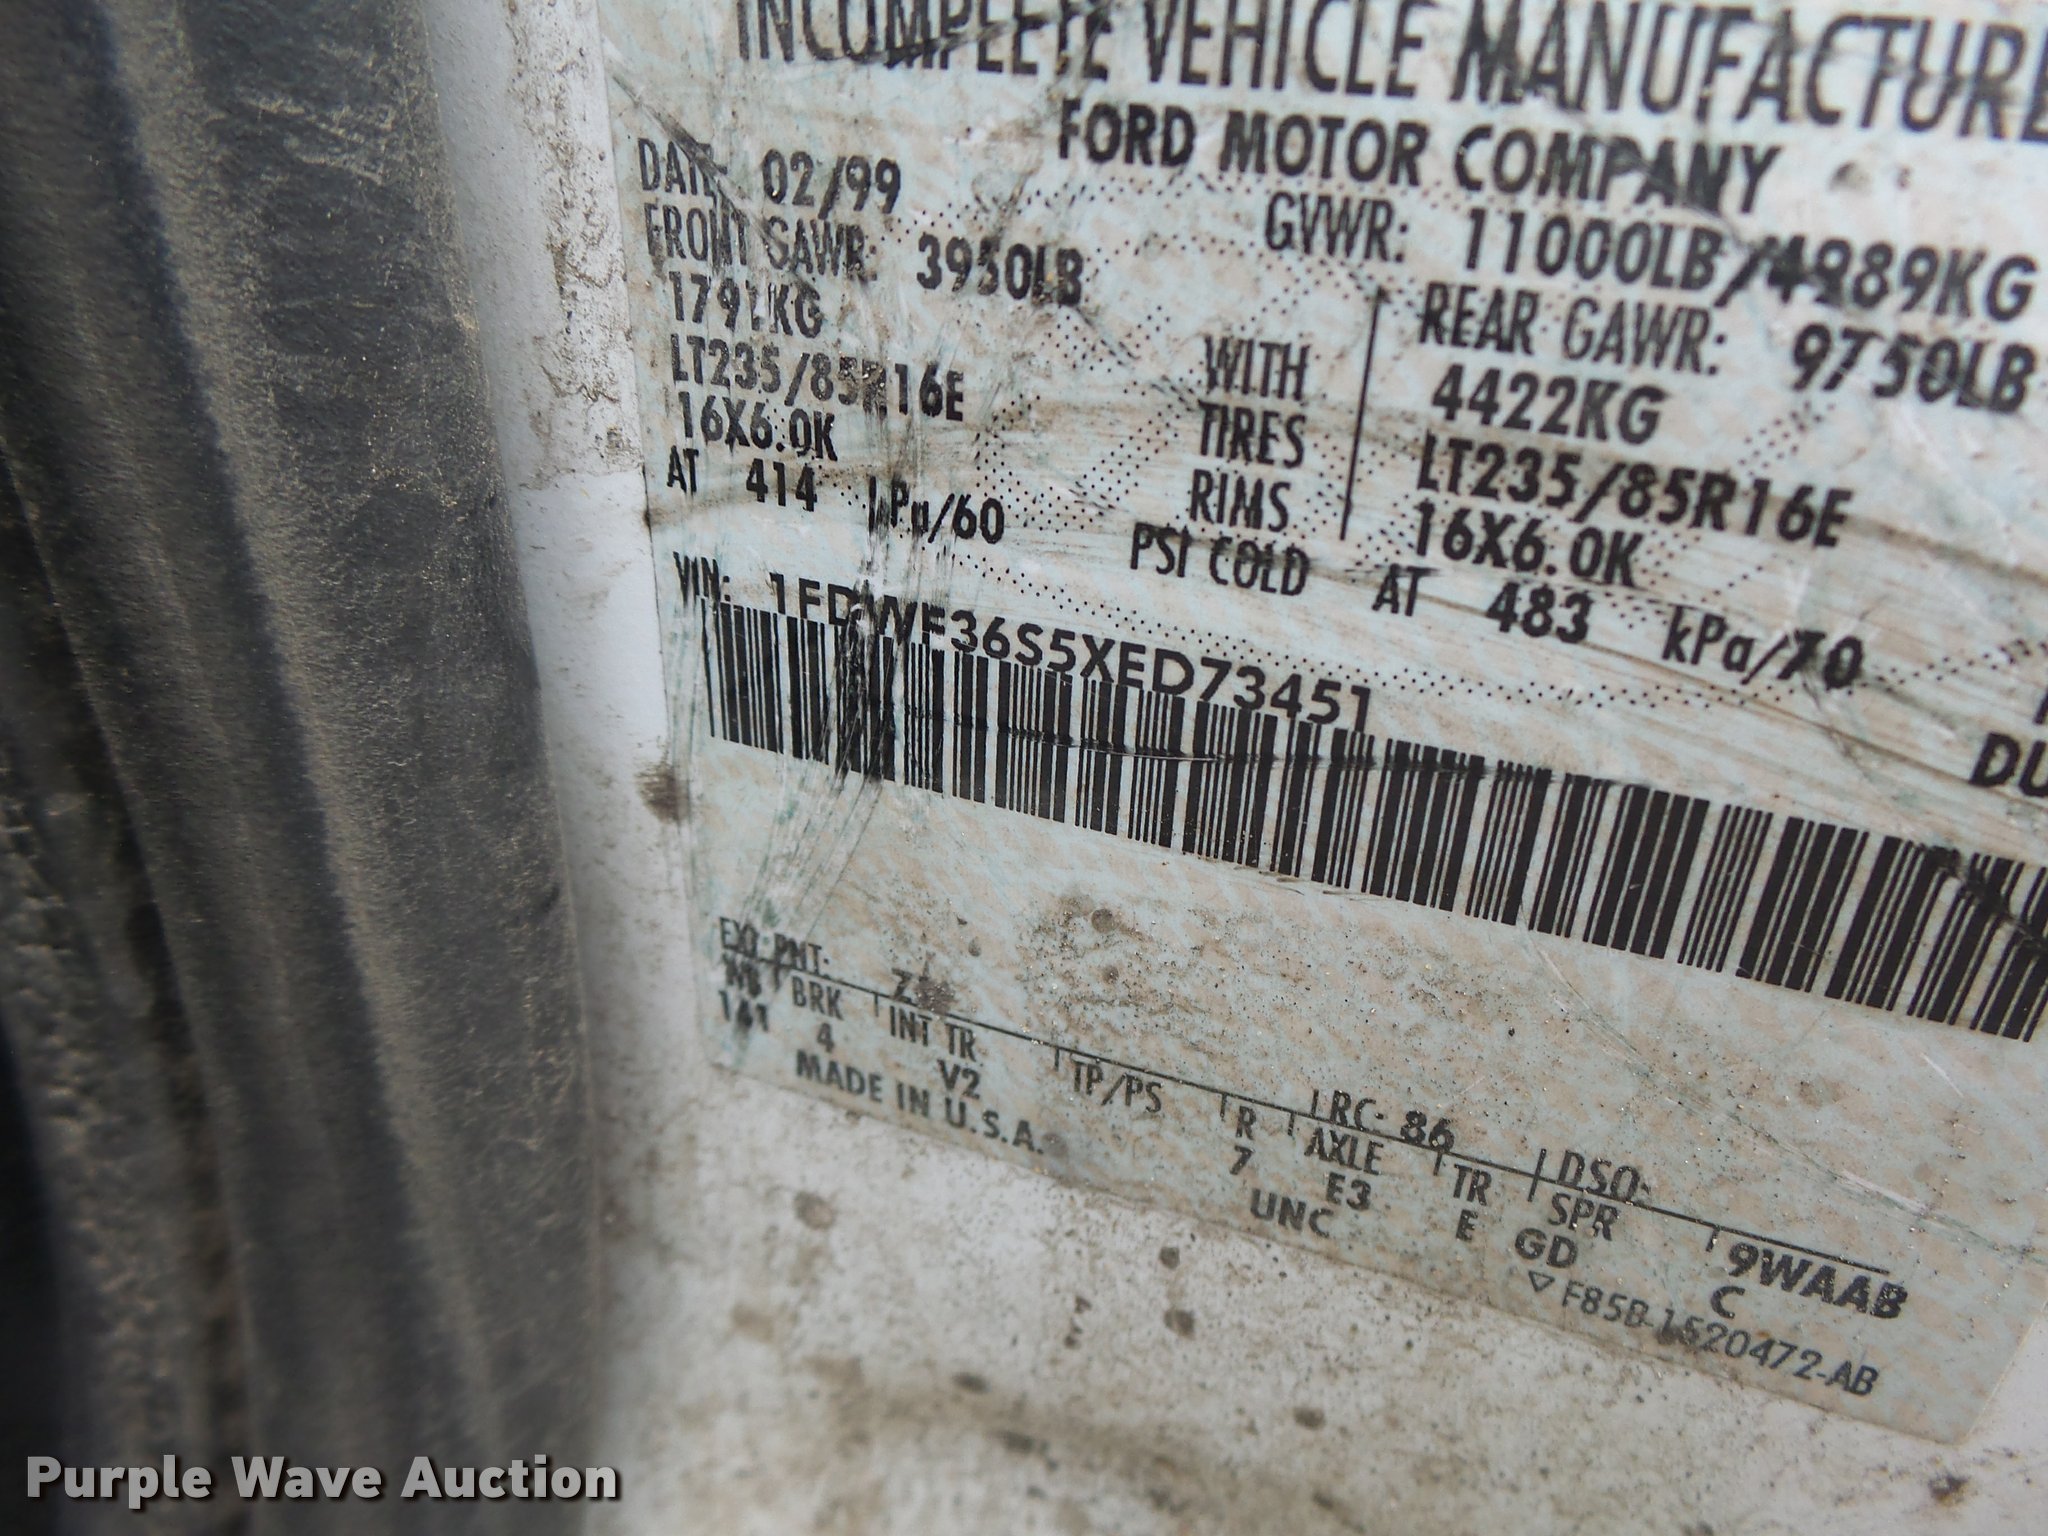 INCOMPLETE VEHICLE MANUFACTURE
FORD MOTOR COMPANY
DATE: 02/99 GVWR: 11000LB/4989KG
FRONT GAWR: 3950LB REAR GAWR: 9750LB
1791KG WITH 4422KG
LT235/85R16E TIRES LT235/85R16E
16X6.0K RIMS 16X6.0K
AT 414 kPa/60 PSI COLD AT 483 kPa/70
DU
VIN: 1FDWF36S5XED73451
EXT PNT: RC: 86 DSO:
WB BRK INT TR TP/PS R AXLE TR SPR 9WAAB
161 4 V2 7 E3 E GD C
MADE IN U.S.A. UNC
F85B-1520472-AB
Purple Wave Auction